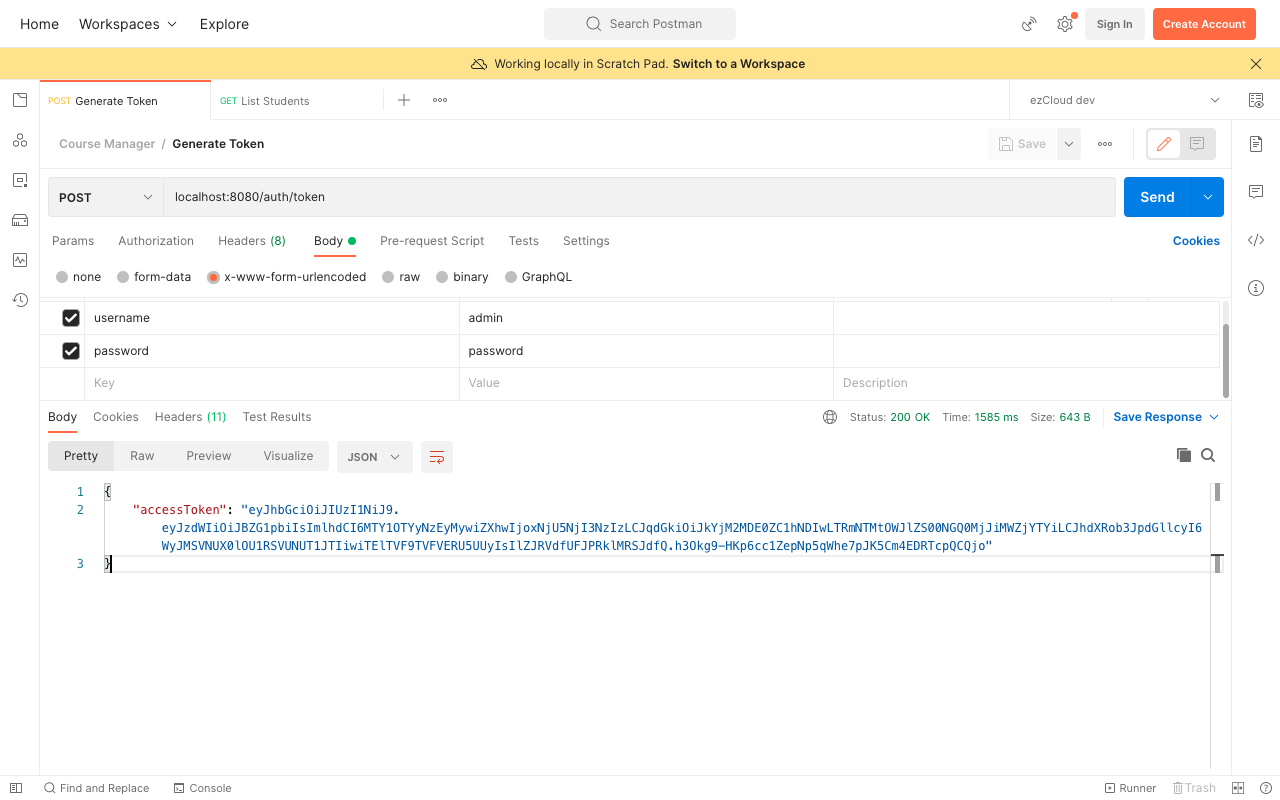 Home Workspaces Explore Search Postman Sign In Create Account
Working locally in Scratch Pad. Switch to a Workspace
POST Generate Token GET List Students ezCloud dev
Course Manager / Generate Token Save
POST localhost:8080/auth/token Send
Params Authorization Headers (8) Body Pre-request Script Tests Settings Cookies
none form-data x-www-form-urlencoded raw binary GraphQL
username admin
password password
Key Value Description
Body Cookies Headers (11) Test Results Status: 200 OK Time: 1585 ms Size: 643 B Save Response
Pretty Raw Preview Visualize JSON
1 {
2 "accessToken": "eyJhbGciOiJIUzI1NiJ9.
eyJzdWIiOiJBZG1pbiIsImlhdCI6MTY1OTYyNzEyMywiZXhwIjoxNjU5NjI3NzIzLCJqdGkiOiJkYjM2MDE0ZC1hNDIwLTRmNTMtOWJlZS00NGQ0MjJiMWZjYTYiLCJhdXRob3JpdGllcyI6
WyJMSVNUX0lOU1RSVUNUT1JTIiwiTElTVF9TVFVERU5UUyIsIlZJRVdfUFJPRklMRSJdfQ.h3Okg9-HKp6cc1ZepNp5qWhe7pJK5Cm4EDRTcpQCQjo"
3 }
Find and Replace Console Runner Trash